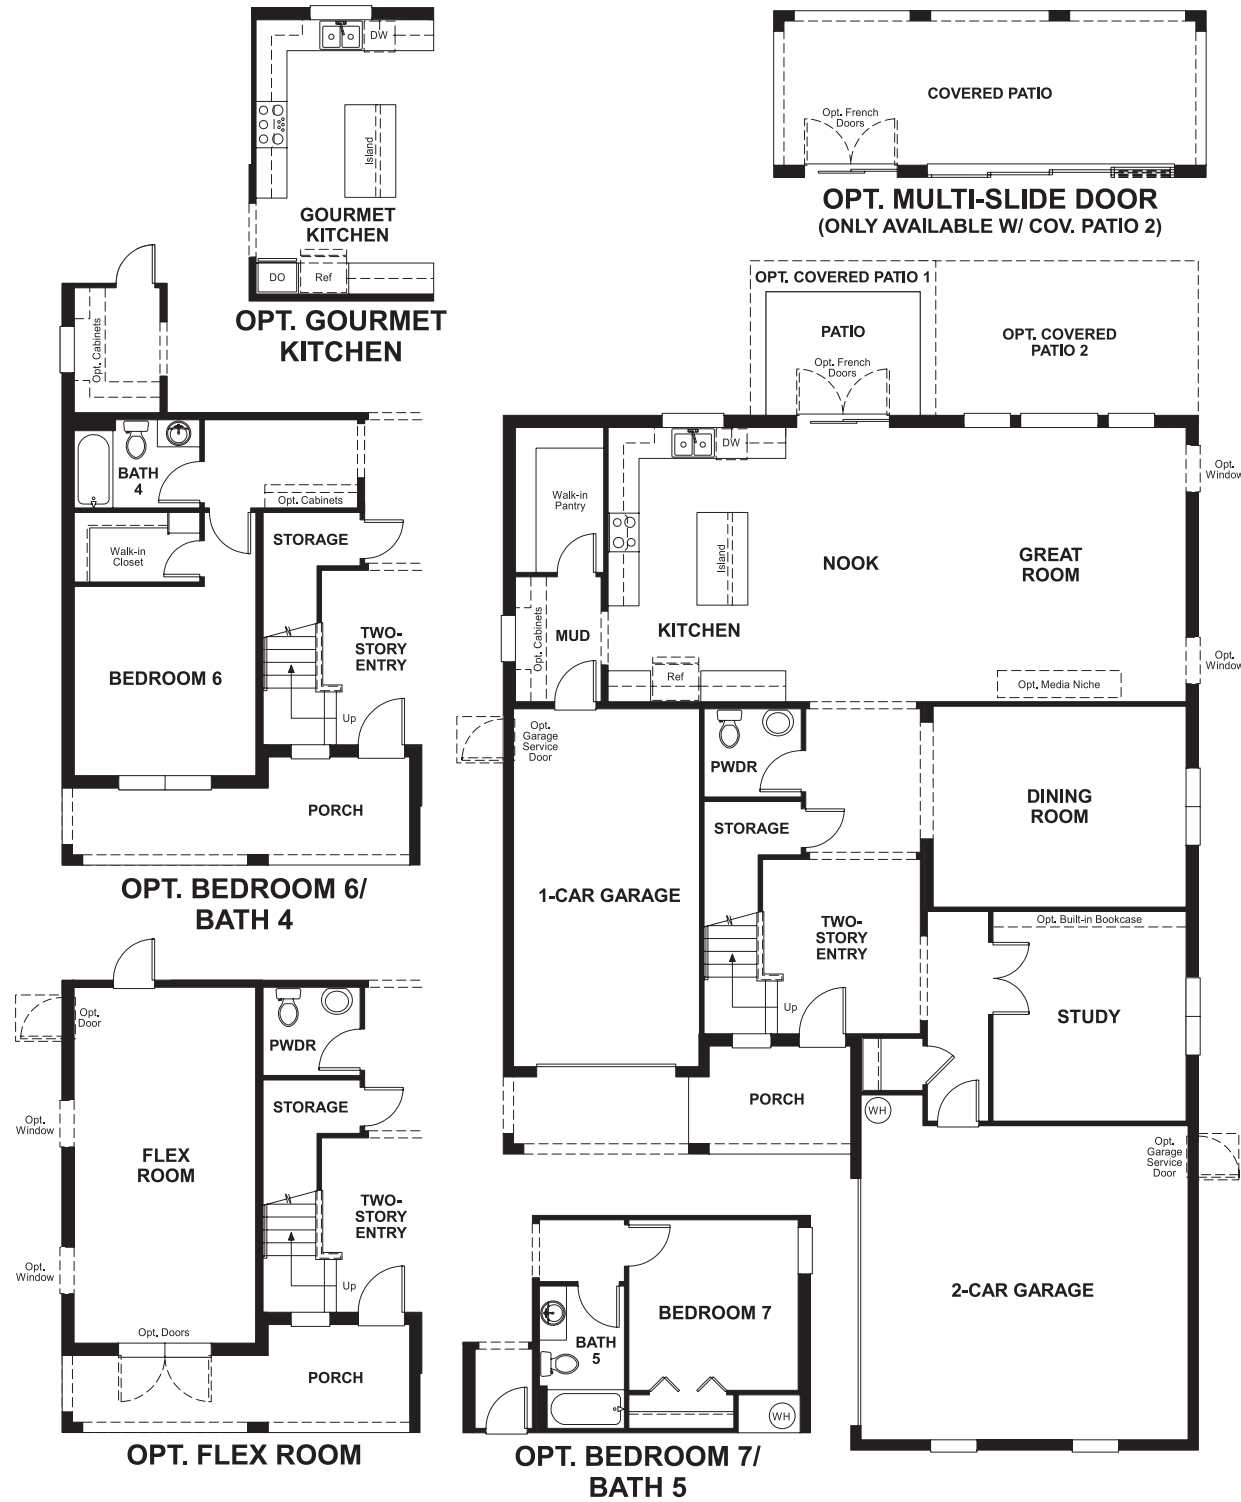 DW
Island
GOURMET
KITCHEN
DO
Ref
OPT. GOURMET
KITCHEN
COVERED PATIO
Opt. French
Doors
OPT. MULTI-SLIDE DOOR
(ONLY AVAILABLE W/ COV. PATIO 2)
Opt. Cabinets
BATH
4
Opt. Cabinets
Walk-in
Closet
STORAGE
TWO-
STORY
ENTRY
BEDROOM 6
Up
PORCH
OPT. BEDROOM 6/
BATH 4
OPT. COVERED PATIO 1
PATIO
Opt. French
Doors
OPT. COVERED
PATIO 2
DW
Opt.
Window
Walk-in
Pantry
Island
NOOK
GREAT
ROOM
Opt. Cabinets
MUD
KITCHEN
Opt.
Window
Ref
Opt. Media Niche
Opt.
Garage
Service
Door
PWDR
DINING
ROOM
STORAGE
1-CAR GARAGE
TWO-
STORY
ENTRY
Opt. Built-in Bookcase
Up
STUDY
PORCH
WH
Opt.
Garage
Service
Door
2-CAR GARAGE
Opt.
Door
PWDR
STORAGE
Opt.
Window
FLEX
ROOM
TWO-
STORY
ENTRY
Opt.
Window
Up
Opt. Doors
PORCH
OPT. FLEX ROOM
BEDROOM 7
BATH
5
WH
OPT. BEDROOM 7/
BATH 5